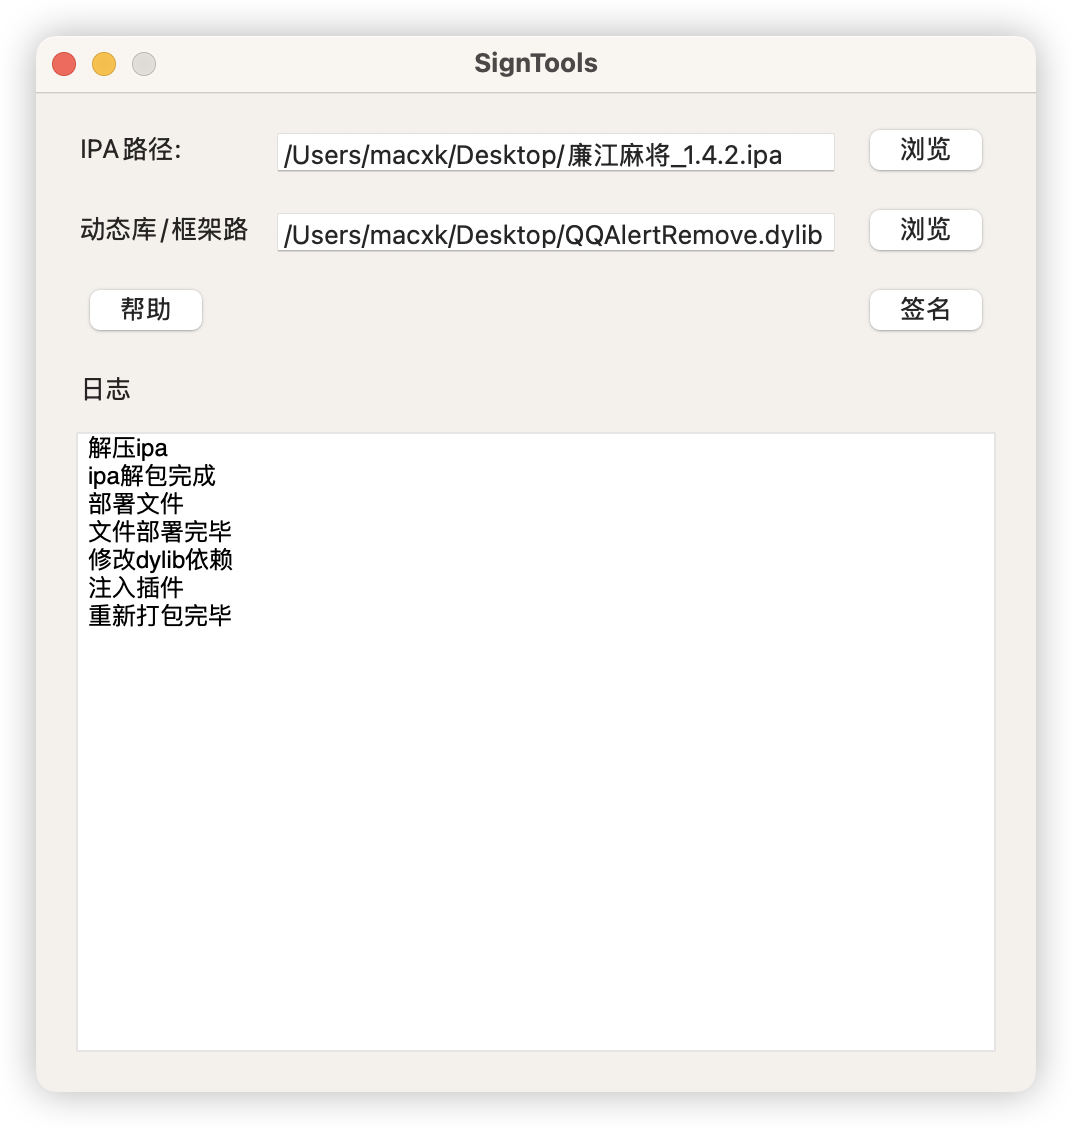 SignTools
IPA路径:
/Users/macxk/Desktop/廉江麻将_1.4.2.ipa
浏览
动态库/框架路
/Users/macxk/Desktop/QQAlertRemove.dylib
浏览
帮助
签名
日志
解压ipa
ipa解包完成
部署文件
文件部署完毕
修改dylib依赖
注入插件
重新打包完毕